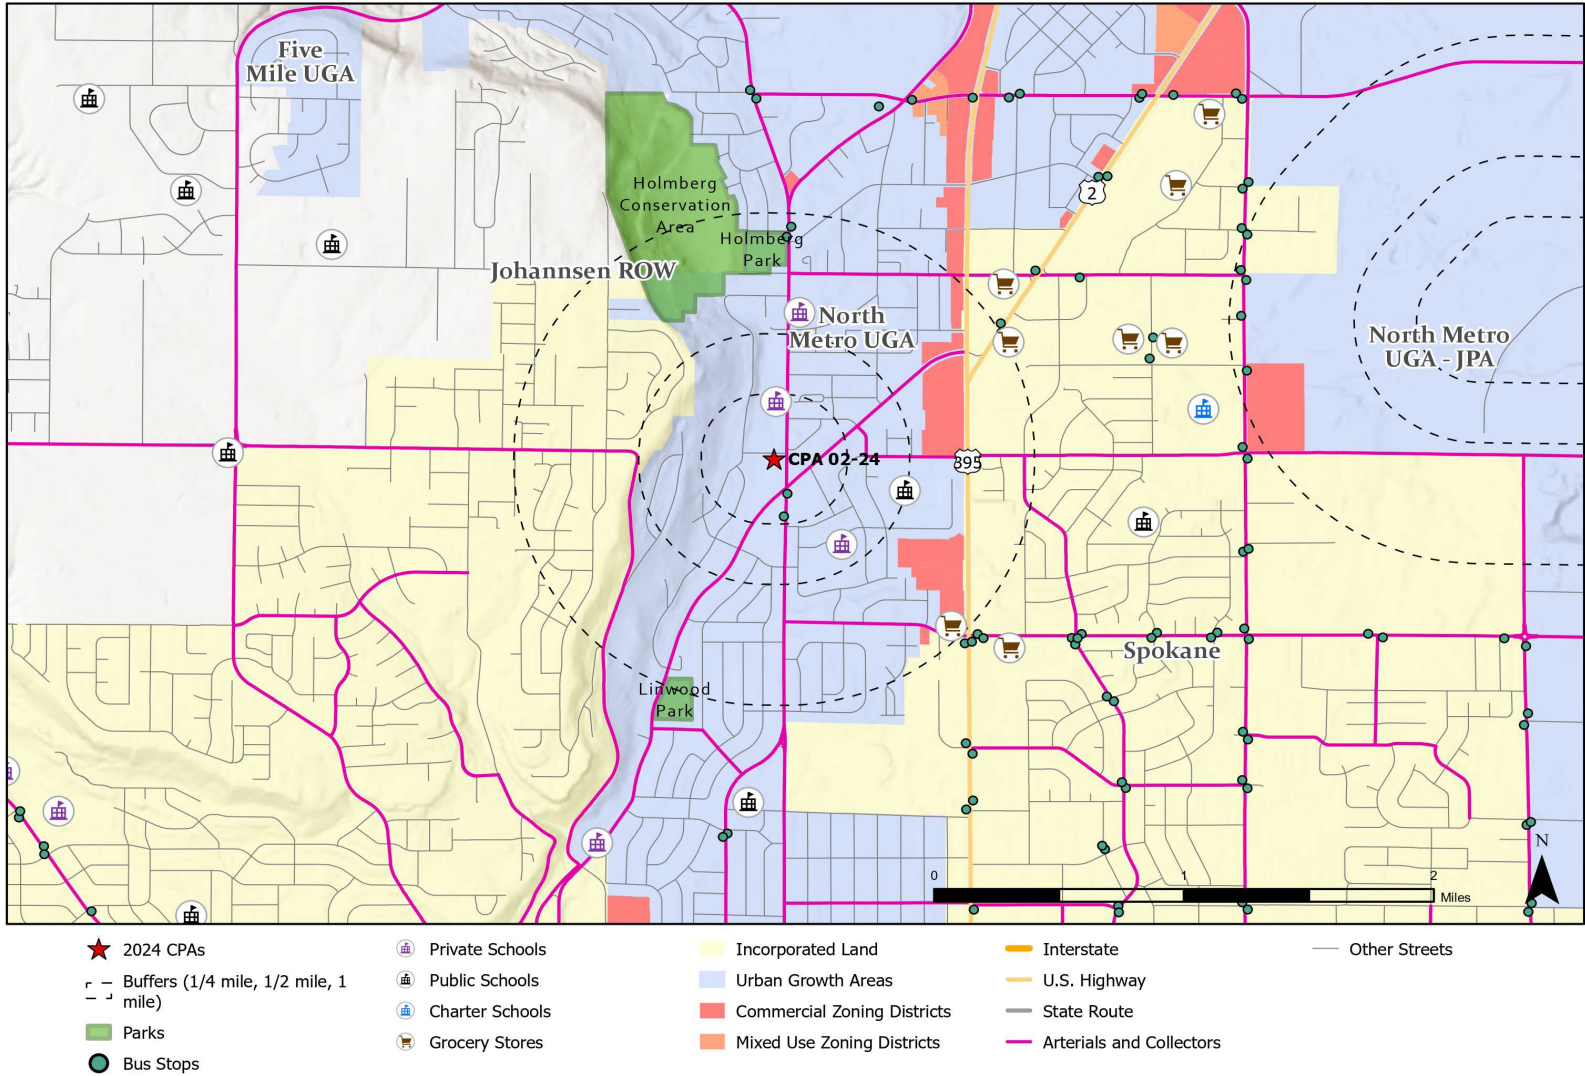 Five
Mile UGA
2
Holmberg
Conservation
Area
Holmberg
Park
Johannsen ROW
North
Metro UGA
North Metro
UGA - JPA
CPA 02-24
395
Spokane
Linwood
Park
N
0 1 2
Miles
2024 CPAs
Buffers (1/4 mile, 1/2 mile, 1
mile)
Parks
Bus Stops
Private Schools
Public Schools
Charter Schools
Grocery Stores
Incorporated Land
Urban Growth Areas
Commercial Zoning Districts
Mixed Use Zoning Districts
Interstate
U.S. Highway
State Route
Arterials and Collectors
Other Streets